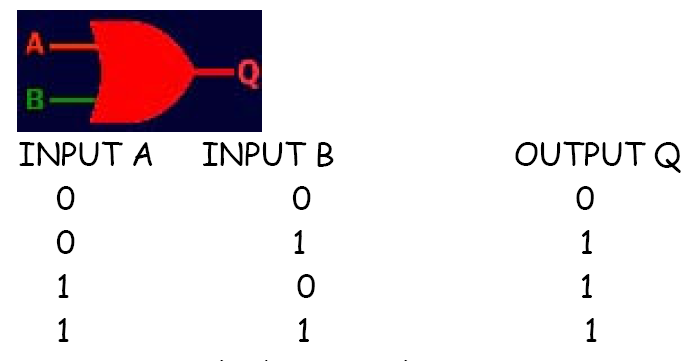 A
Q
B
INPUT A INPUT B OUTPUT Q
0 0 0
0 1 1
1 0 1
1 1 1